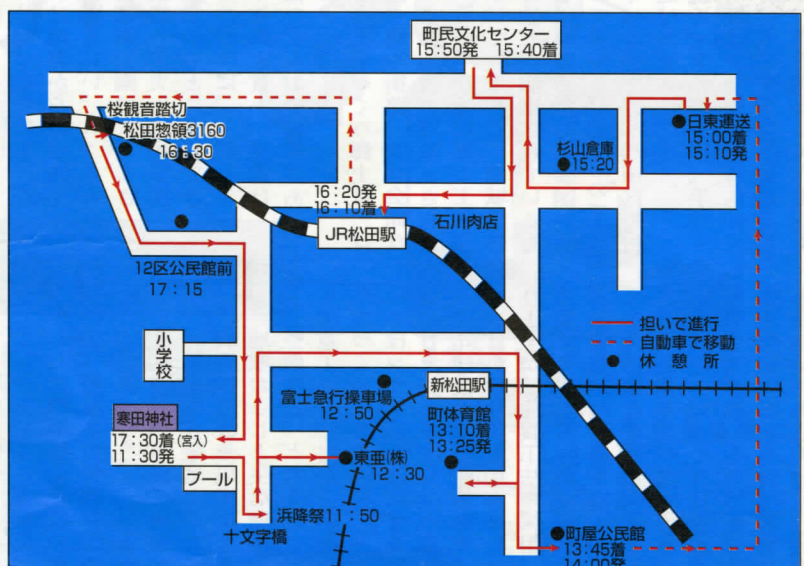 町民文化センター
15:50発 15:40着
桜観音踏切
松田惣領3160
16:30
日東運送
15:00着
15:10発
杉山倉庫
15:20
16:20発
16:10着
石川肉店
JR松田駅
12区公民館前
17:15
担いで進行
自動車で移動
休憩所
小学校
富士急行操車場
12:50
新松田駅
町体育館
13:10着
13:25発
寒田神社
17:30着(宮入)
11:30発
東亜(株)
12:30
プール
浜降祭11:50
十文字橋
町屋公民館
13:45着
14:00発